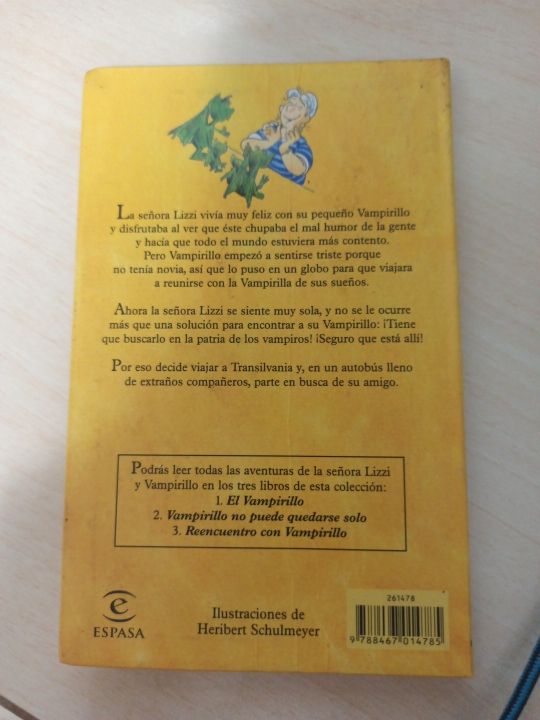 La señora Lizzi vivía muy feliz con su pequeño Vampirillo
y disfrutaba al ver que éste chupaba el mal humor de la gente
y hacía que todo el mundo estuviera más contento.
Pero Vampirillo empezó a sentirse triste porque
no tenía novia, así que lo puso en un globo para que viajara
a reunirse con la Vampirilla de sus sueños.
Ahora la señora Lizzi se siente muy sola, y no se le ocurre
más que una solución para encontrar a su Vampirillo: ¡Tiene
que buscarlo en la patria de los vampiros! ¡Seguro que está allí!
Por eso decide viajar a Transilvania y, en un autobús lleno
de extraños compañeros, parte en busca de su amigo.
Podrás leer todas las aventuras de la señora Lizzi
y Vampirillo en los tres libros de esta colección:
1. El Vampirillo
2. Vampirillo no puede quedarse solo
3. Reencuentro con Vampirillo
e
ESPASA
Ilustraciones de
Heribert Schulmeyer
261478
9 788467 014785